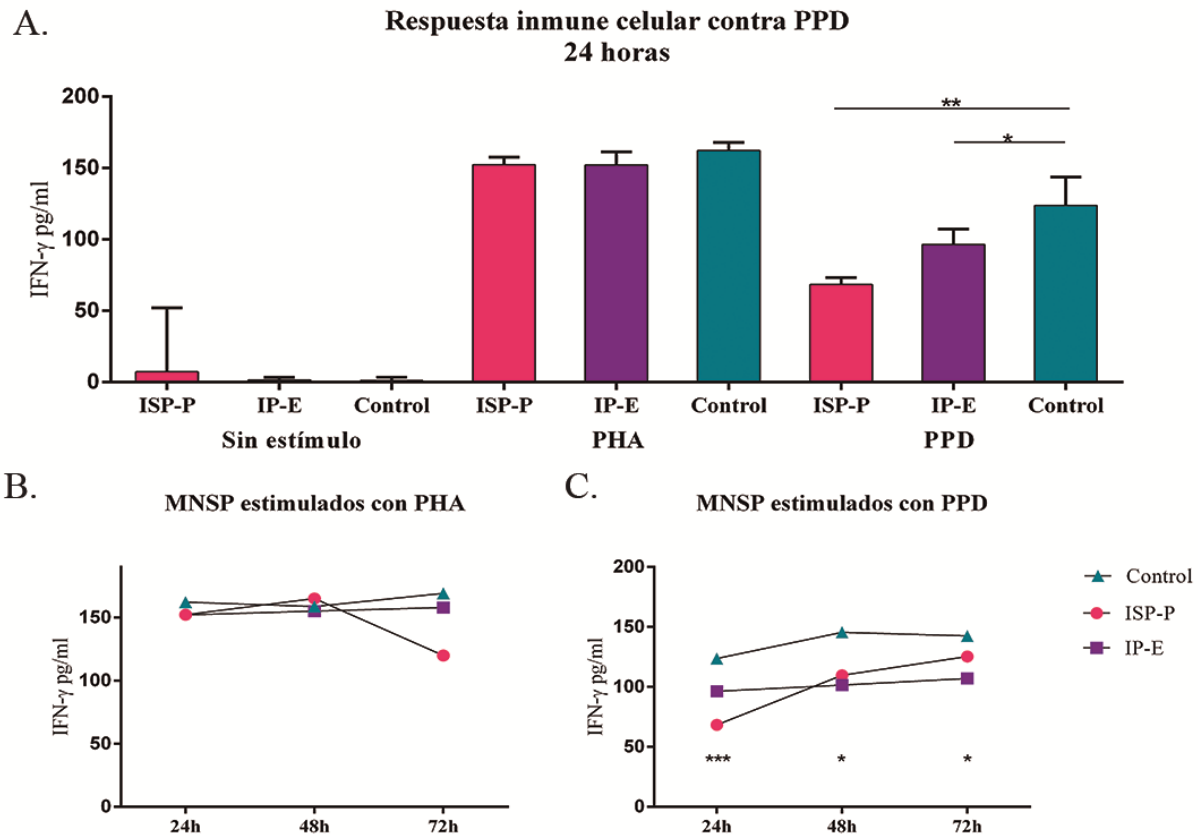 A.
Respuesta inmune celular contra PPD
24 horas
IFN-γ pg/ml
200
150
100
50
0
** 
*
ISP-P IP-E Control ISP-P IP-E Control ISP-P IP-E Control
Sin estímulo PHA PPD
B.
MNSP estimulados con PHA
IFN-γ pg/ml
150
100
50
0
24h 48h 72h
C.
MNSP estimulados con PPD
IFN-γ pg/ml
200
150
100
50
0
*** * *
24h 48h 72h
Control
ISP-P
IP-E